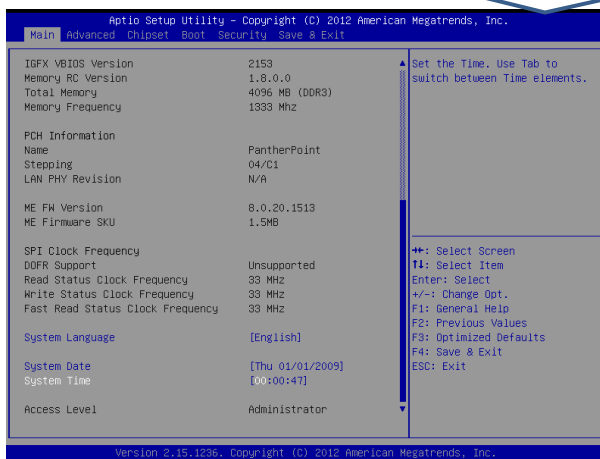 Aptio Setup Utility – Copyright (C) 2012 American Megatrends, Inc.
Main Advanced Chipset Boot Security Save & Exit
IGFX VBIOS Version 2153
Memory RC Version 1.8.0.0
Total Memory 4096 MB (DDR3)
Memory Frequency 1333 Mhz
PCH Information
Name PantherPoint
Stepping 04/C1
LAN PHY Revision N/A
ME FW Version 8.0.20.1513
ME Firmware SKU 1.5MB
SPI Clock Frequency
DOFR Support Unsupported
Read Status Clock Frequency 33 MHz
Write Status Clock Frequency 33 MHz
Fast Read Status Clock Frequency 33 MHz
System Language [English]
System Date [Thu 01/01/2009]
System Time [00:00:47]
Access Level Administrator
Set the Time. Use Tab to
switch between Time elements.
→←: Select Screen
↑↓: Select Item
Enter: Select
+/-: Change Opt.
F1: General Help
F2: Previous Values
F3: Optimized Defaults
F4: Save & Exit
ESC: Exit
Version 2.15.1236. Copyright (C) 2012 American Megatrends, Inc.